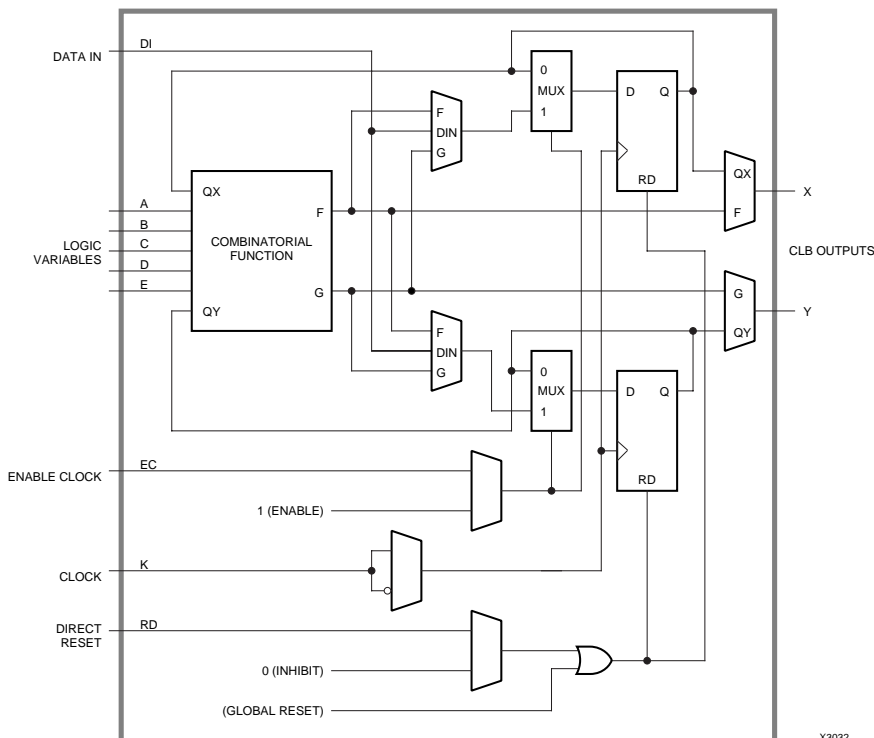 DATA IN
DI
0
MUX
1
D
Q
RD
F
DIN
G
QX
F
X
QX
A
B
C
D
E
LOGIC
VARIABLES
COMBINATORIAL
FUNCTION
F
G
QY
CLB OUTPUTS
G
QY
Y
F
DIN
G
0
MUX
1
D
Q
RD
ENABLE CLOCK
EC
1 (ENABLE)
CLOCK
K
DIRECT
RESET
RD
0 (INHIBIT)
(GLOBAL RESET)
X3032